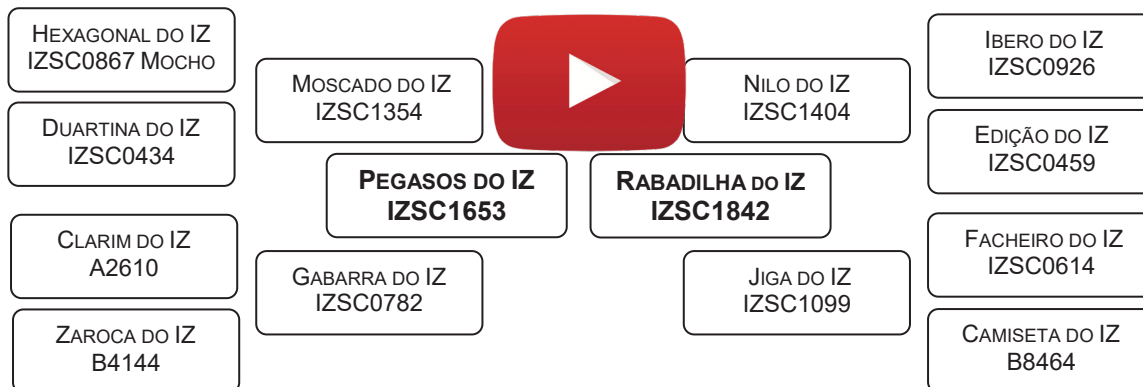 HEXAGONAL DO IZ
IZSC0867 MOCHO
DUARTINA DO IZ
IZSC0434
CLARIM DO IZ
A2610
ZAROCA DO IZ
B4144
MOSCADO DO IZ
IZSC1354
GABARRA DO IZ
IZSC0782
PEGASOS DO IZ
IZSC1653
RABADILHA DO IZ
IZSC1842
NILO DO IZ
IZSC1404
JIGA DO IZ
IZSC1099
IBERO DO IZ
IZSC0926
EDIÇÃO DO IZ
IZSC0459
FACHEIRO DO IZ
IZSC0614
CAMISETA DO IZ
B8464